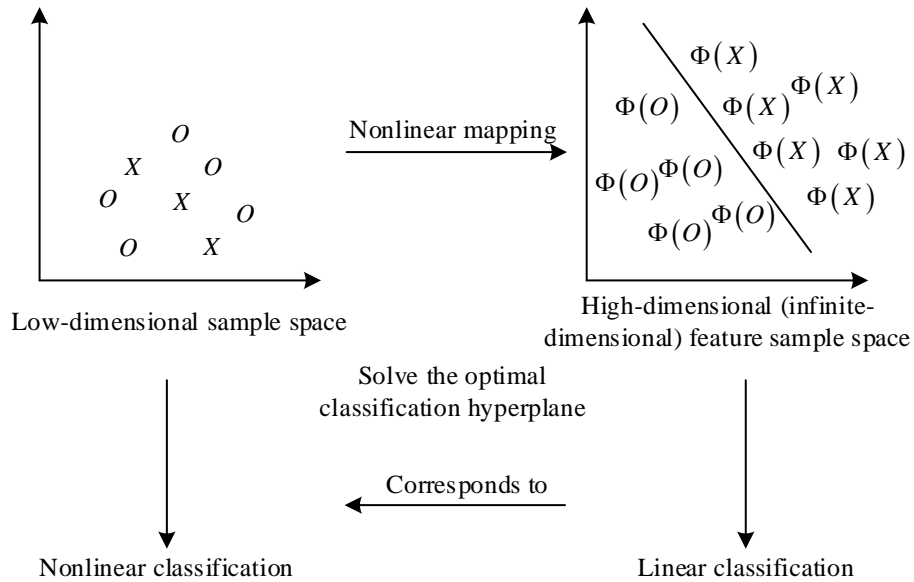 O
X
O
O
X
O
O
X
Low-dimensional sample space
Nonlinear mapping
Φ(X)
Φ(X)
Φ(O)
Φ(X)
Φ(X)
Φ(X)
Φ(O)
Φ(O)
Φ(X)
Φ(O)
Φ(O)
High-dimensional (infinite-
dimensional) feature sample space
Solve the optimal
classification hyperplane
Corresponds to
Nonlinear classification
Linear classification